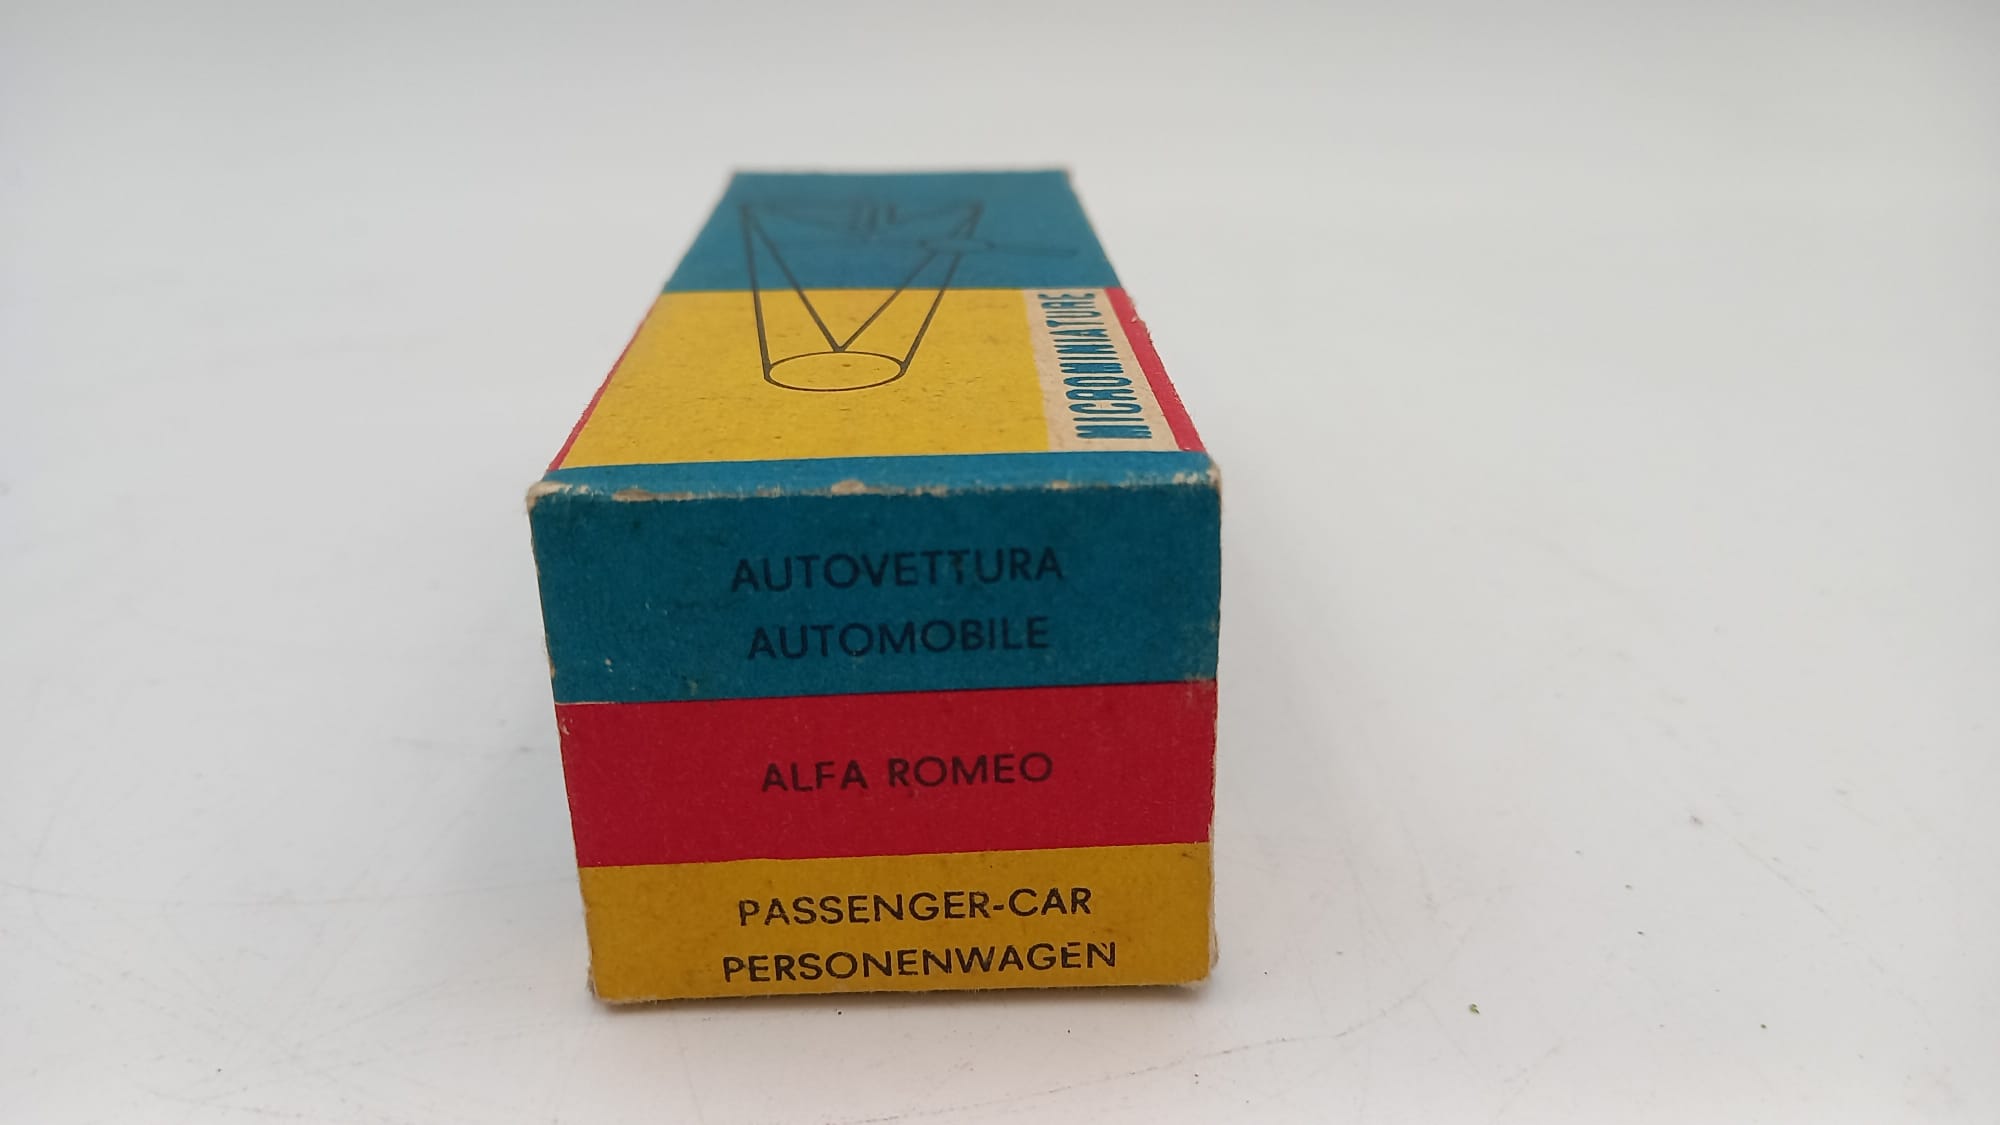 MICROMINIATURE
AUTOVETTURA
AUTOMOBILE
ALFA ROMEO
PASSENGER-CAR
PERSONENWAGEN